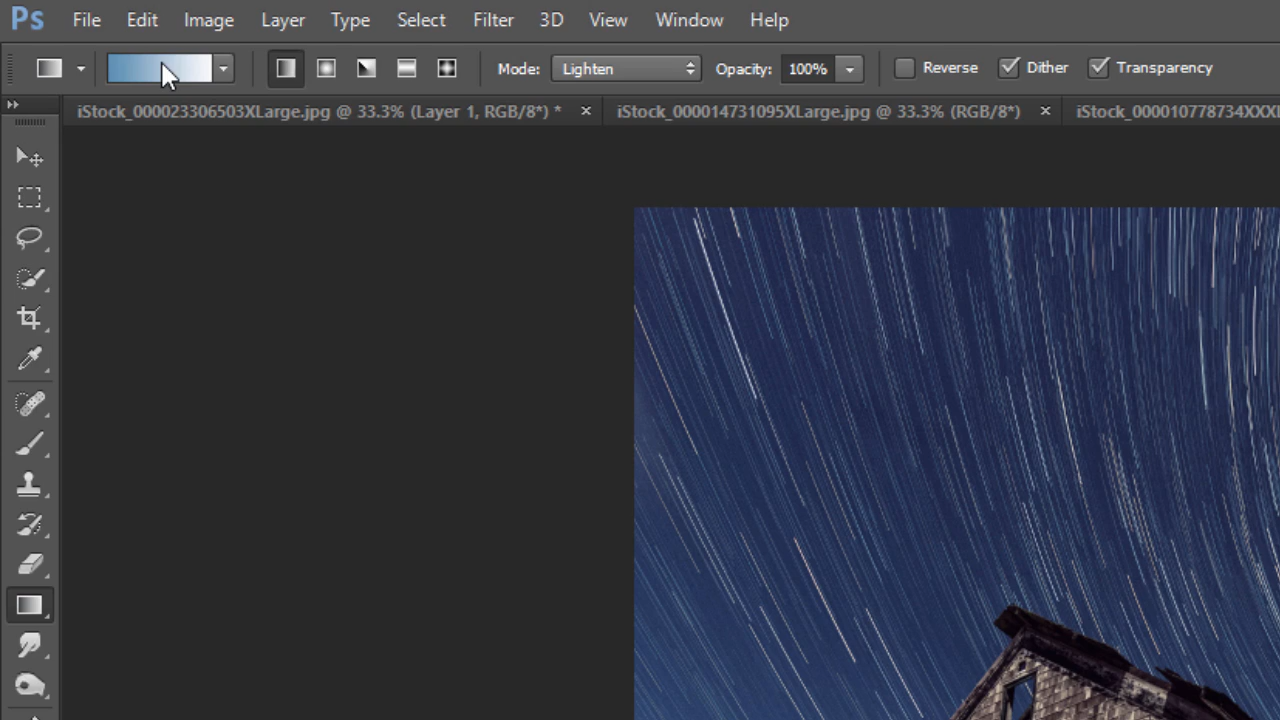 Ps File Edit Image Layer Type Select Filter 3D View Window Help
Mode: Lighten Opacity: 100% Reverse Dither Transparency
iStock_000023306503XLarge.jpg @ 33.3% (Layer 1, RGB/8*) * × iStock_000014731095XLarge.jpg @ 33.3% (RGB/8*) × iStock_000010778734XXXL